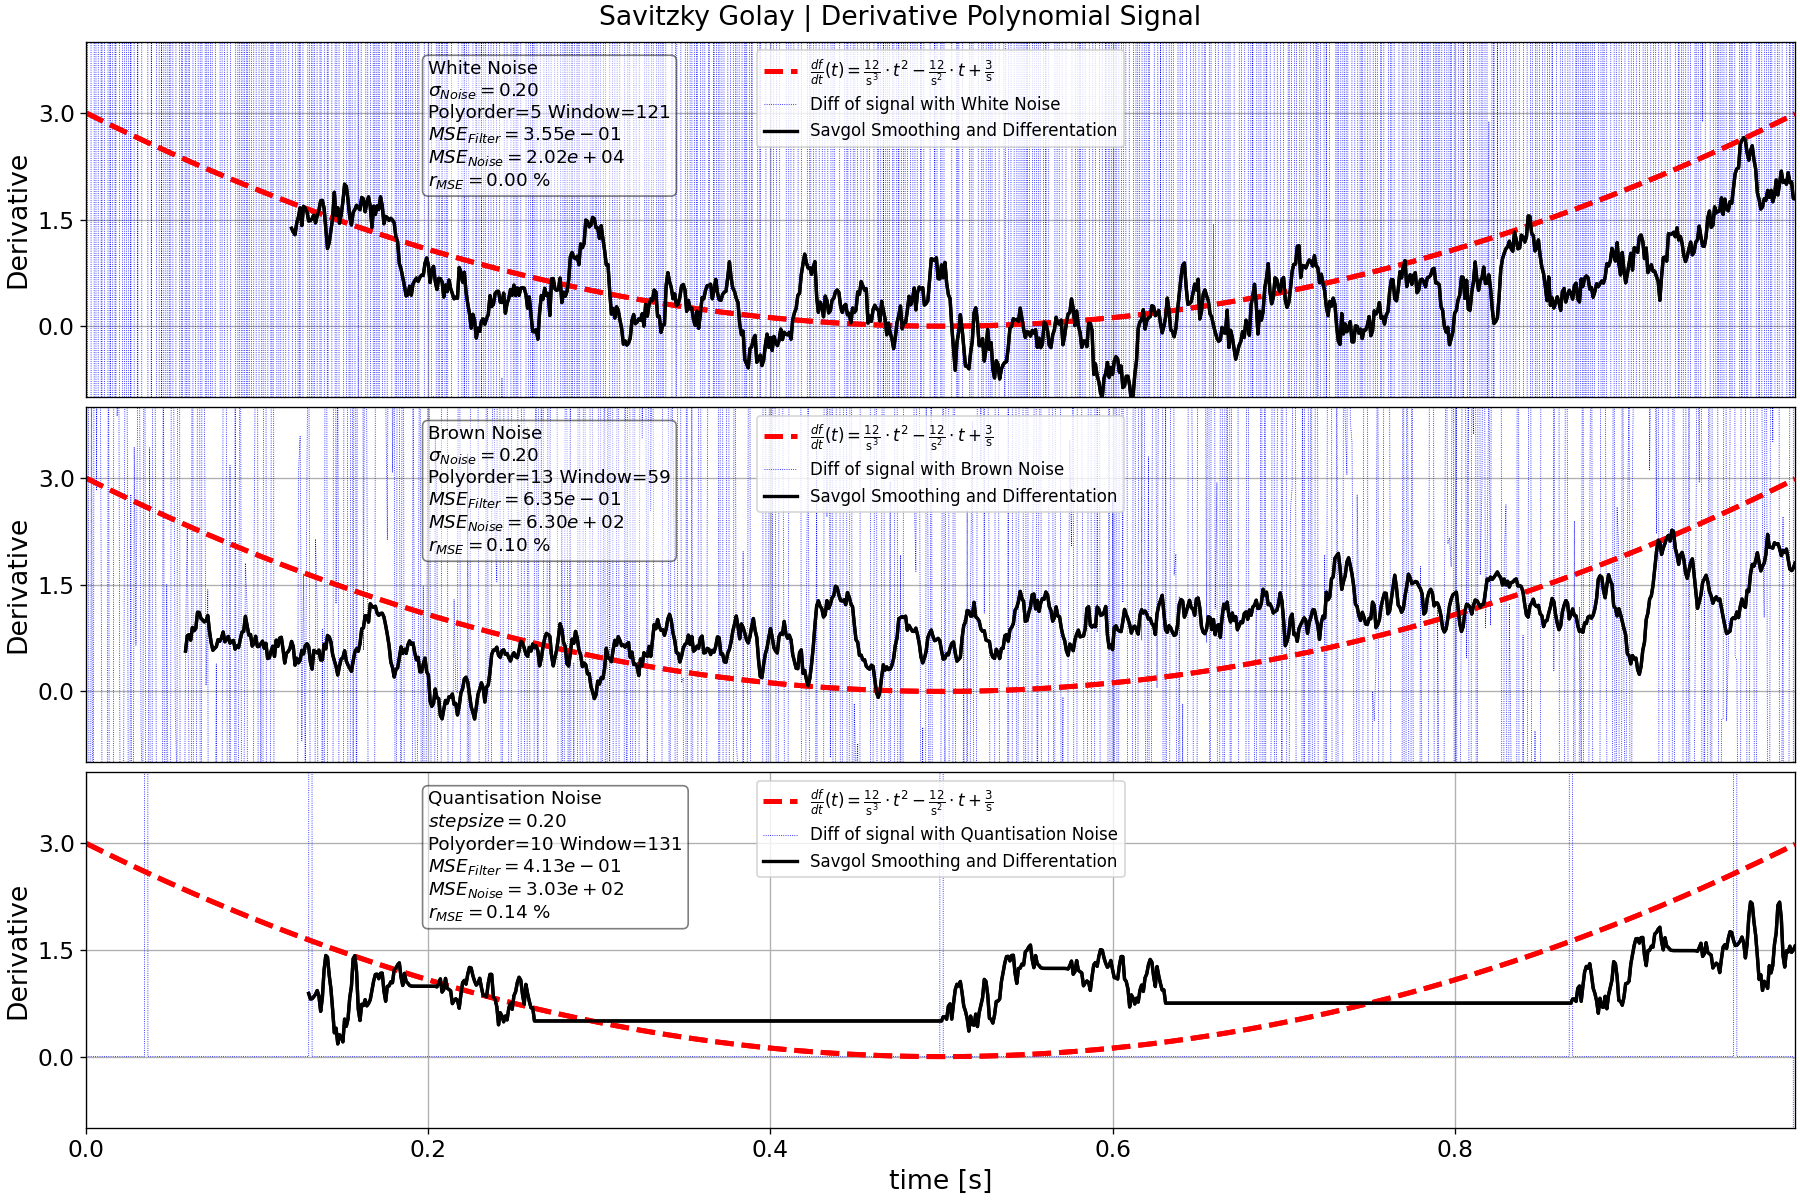 Savitzky Golay | Derivative Polynomial Signal
Derivative
3.0
1.5
0.0
White Noise
σ_Noise = 0.20
Polyorder=5 Window=121
MSE_Filter = 3.55e − 01
MSE_Noise = 2.02e + 04
r_MSE = 0.00 %
df/dt(t) = 12/s³ · t² − 12/s² · t + 3/s
Diff of signal with White Noise
Savgol Smoothing and Differentation
Derivative
3.0
1.5
0.0
Brown Noise
σ_Noise = 0.20
Polyorder=13 Window=59
MSE_Filter = 6.35e − 01
MSE_Noise = 6.30e + 02
r_MSE = 0.10 %
df/dt(t) = 12/s³ · t² − 12/s² · t + 3/s
Diff of signal with Brown Noise
Savgol Smoothing and Differentation
Derivative
3.0
1.5
0.0
Quantisation Noise
stepsize = 0.20
Polyorder=10 Window=131
MSE_Filter = 4.13e − 01
MSE_Noise = 3.03e + 02
r_MSE = 0.14 %
df/dt(t) = 12/s³ · t² − 12/s² · t + 3/s
Diff of signal with Quantisation Noise
Savgol Smoothing and Differentation
0.0 0.2 0.4 0.6 0.8
time [s]